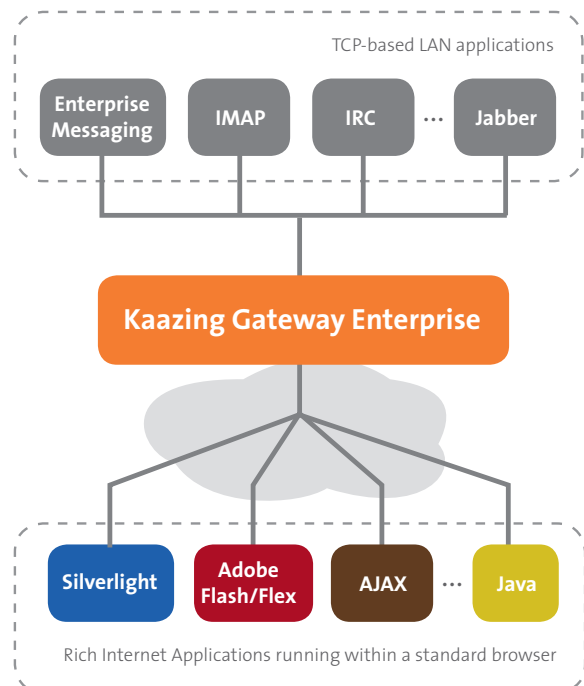 TCP-based LAN applications
Enterprise
Messaging
IMAP
IRC
...
Jabber
Kaazing Gateway Enterprise
Silverlight
Adobe
Flash/Flex
AJAX
...
Java
Rich Internet Applications running within a standard browser